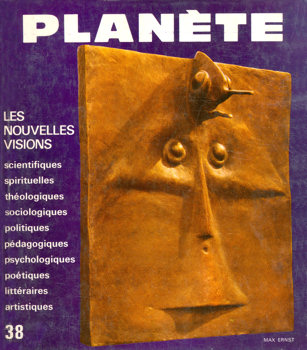 PLANÈTE
LES
NOUVELLES
VISIONS
scientifiques
spirituelles
théologiques
sociologiques
politiques
pédagogiques
psychologiques
poétiques
littéraires
artistiques
38
MAX ERNST